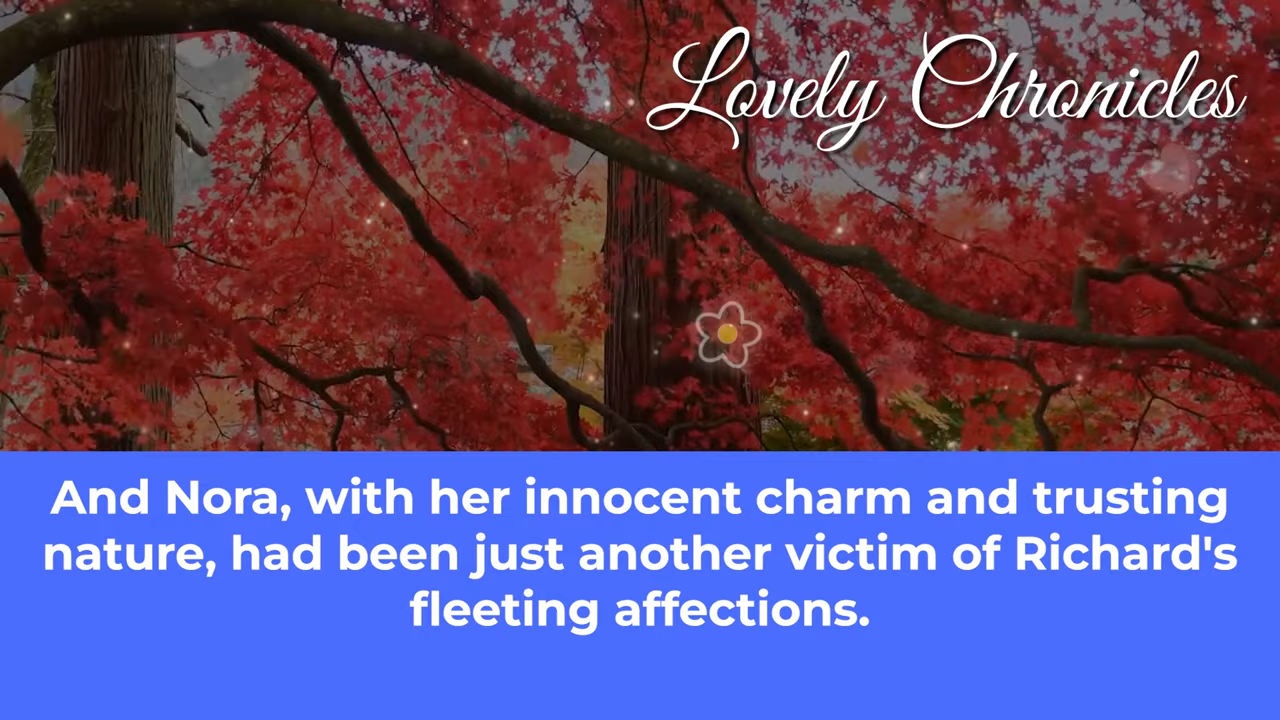 Lovely Chronicles
And Nora, with her innocent charm and trusting
nature, had been just another victim of Richard's
fleeting affections.